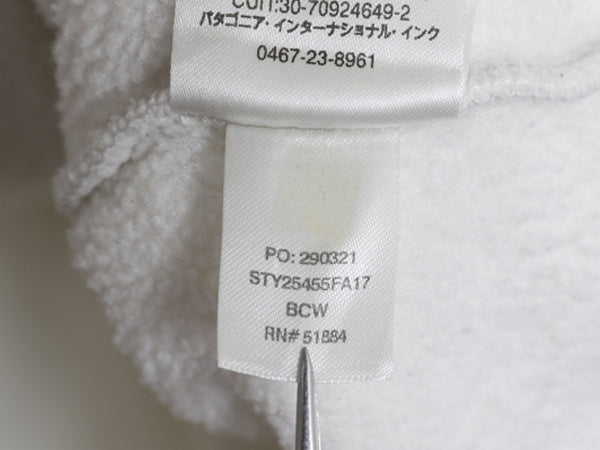 CUIT:30-70924649-2
パタゴニア・インターナショナル・インク
0467-23-8961
PO: 290321
STY25455FA17
BCW
RN# 51884